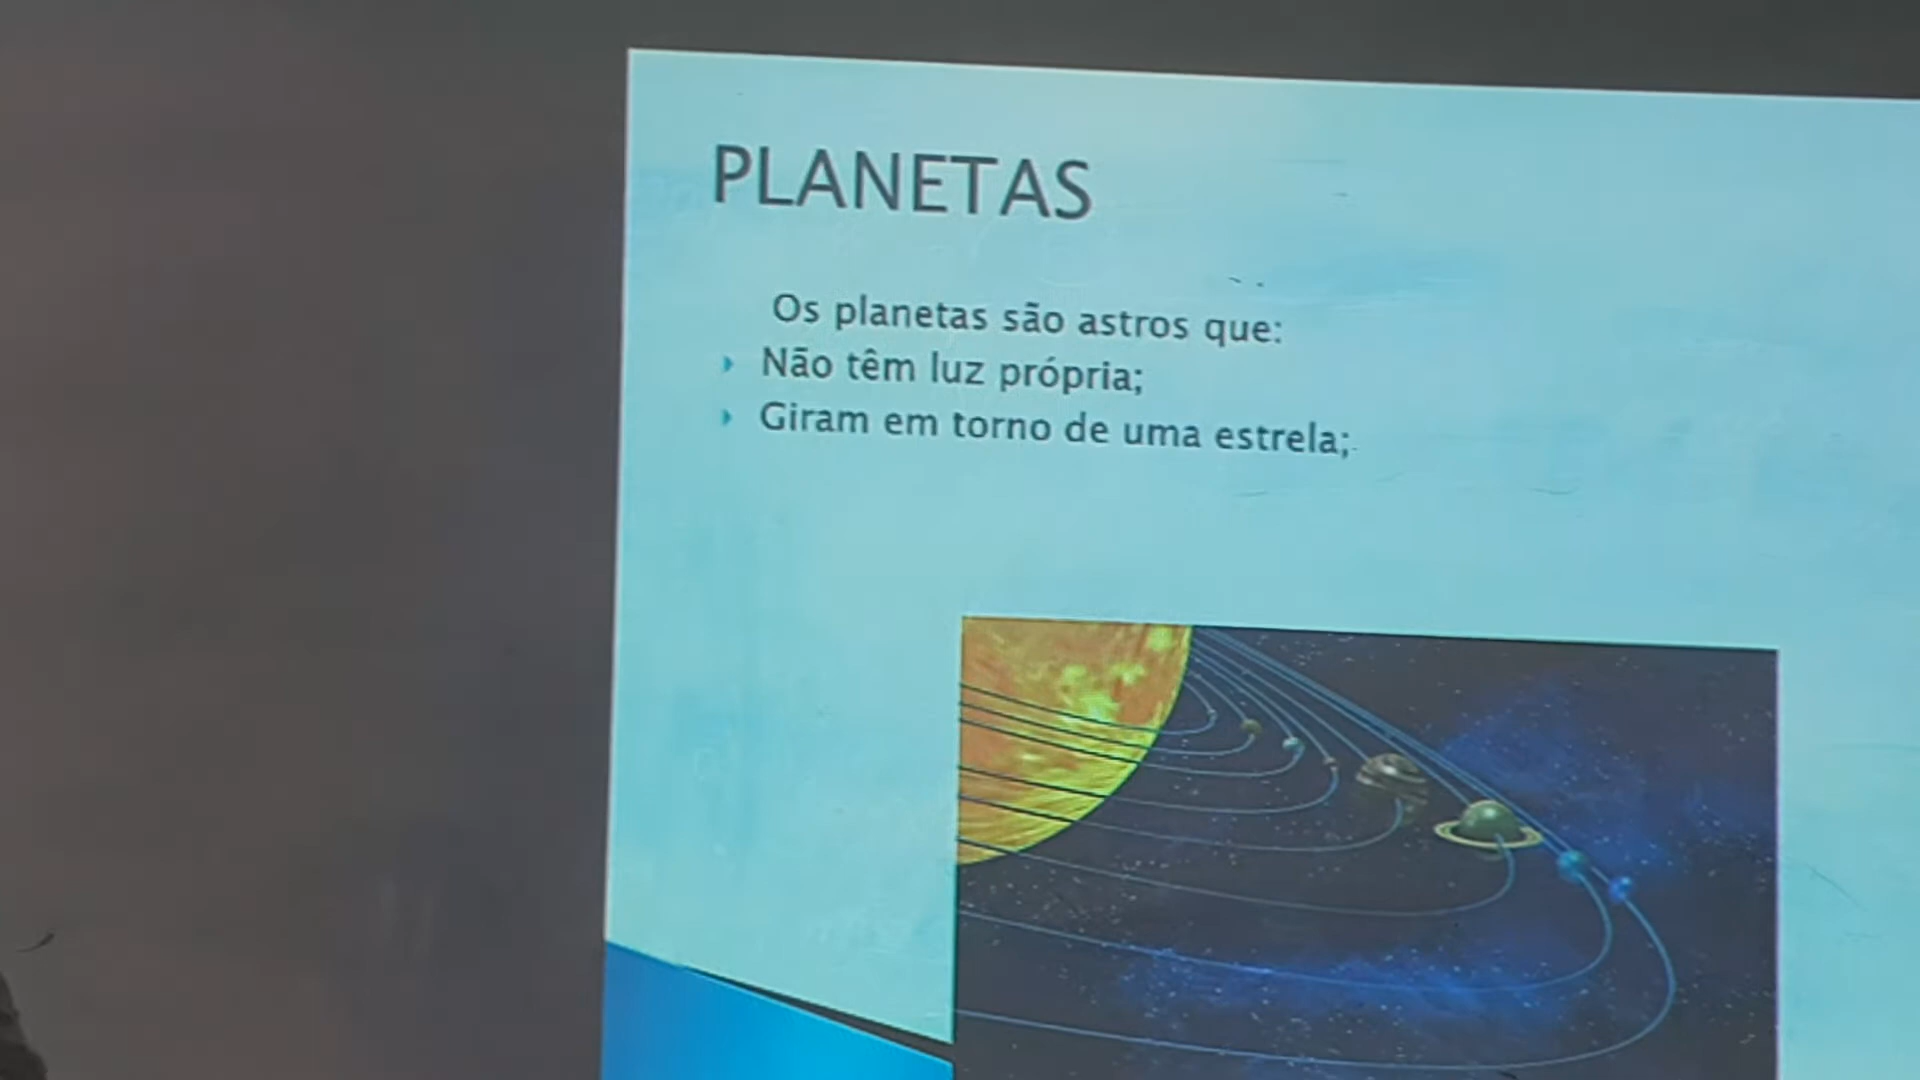 PLANETAS
Os planetas são astros que:
Não têm luz própria;
Giram em torno de uma estrela;